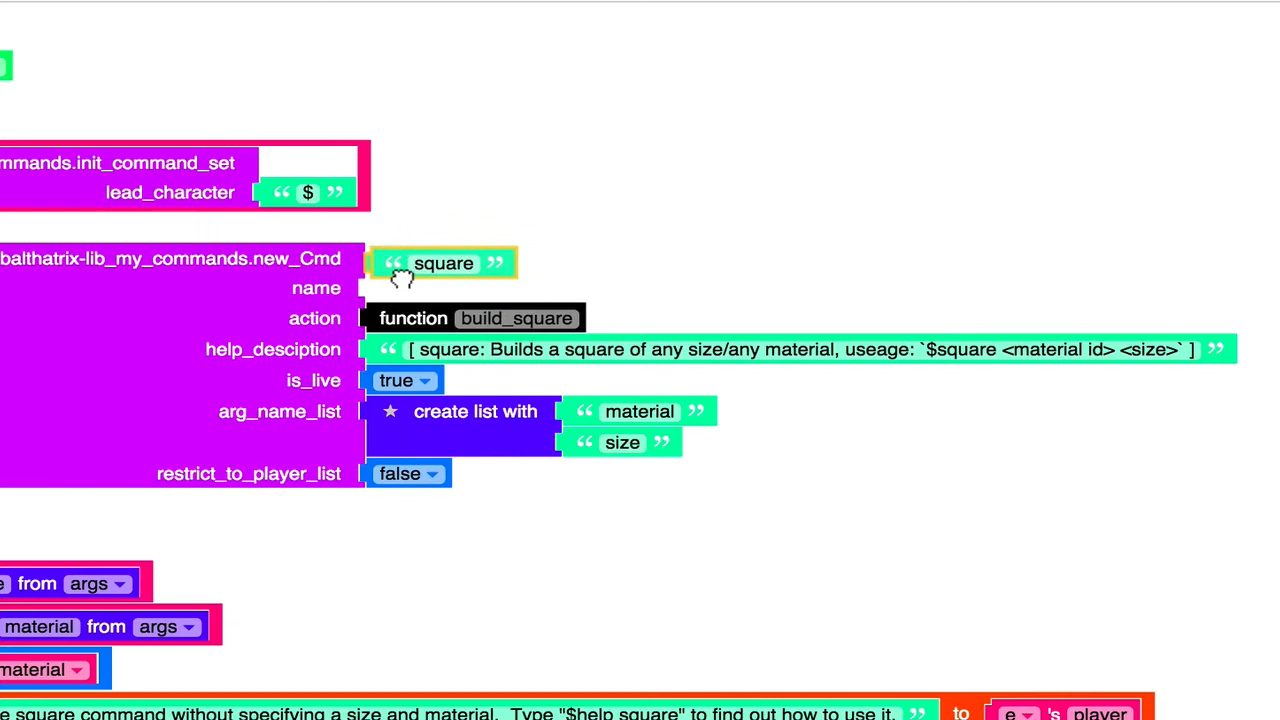 mmands.init_command_set
lead_character “ $ ”
balthatrix-lib_my_commands.new_Cmd “ square ”
name
action function build_square
help_desciption “ [ square: Builds a square of any size/any material, useage: `$square <material id> <size>` ] ”
is_live true
arg_name_list create list with “ material ”
“ size ”
restrict_to_player_list false
e from args
material from args
material
e square command without specifying a size and material. Type "$help square" to find out how to use it. ” to e 's player